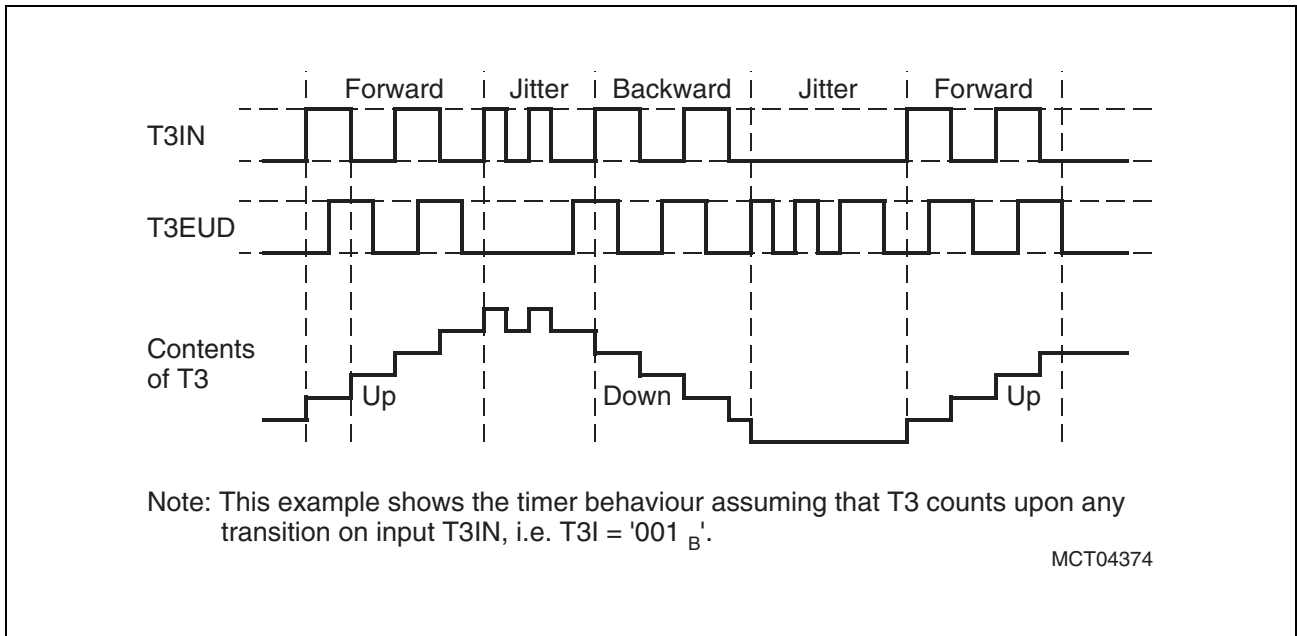 Forward Jitter Backward Jitter Forward
T3IN
T3EUD
Contents
of T3
Up Down Up
Note: This example shows the timer behaviour assuming that T3 counts upon any
transition on input T3IN, i.e. T3I = '001 B'.
MCT04374